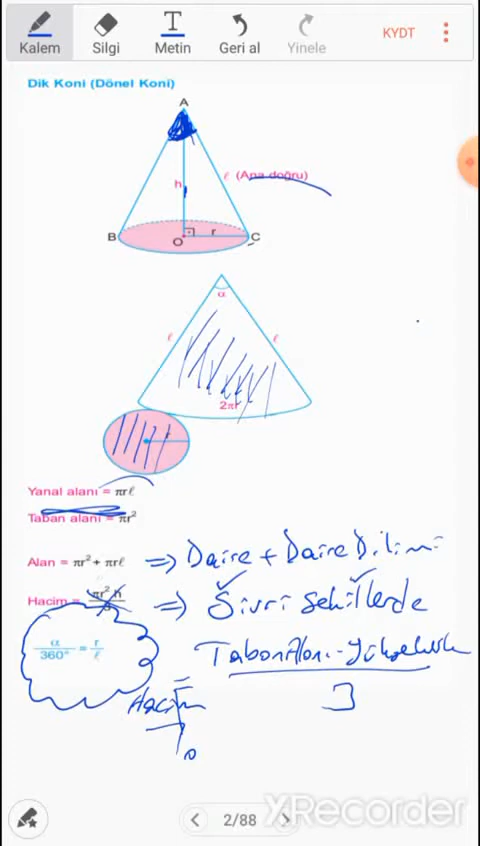 Kalem Silgi Metin Geri al Yinele KYDT
Dik Koni (Dönel Koni)
A
h
ℓ (Ana doğru)
B O r C
α
ℓ ℓ
2πr
Yanal alanı = πrℓ
Taban alanı = πr²
Alan = πr² + πrℓ ⇒ Daire + Daire Dilimi
Hacim = πr² h ⇒ Sivri Şekillerde
α/360° = r/ℓ
Taban Alanı . Yükseklik
3
Hacim =
2/88
XRecorder